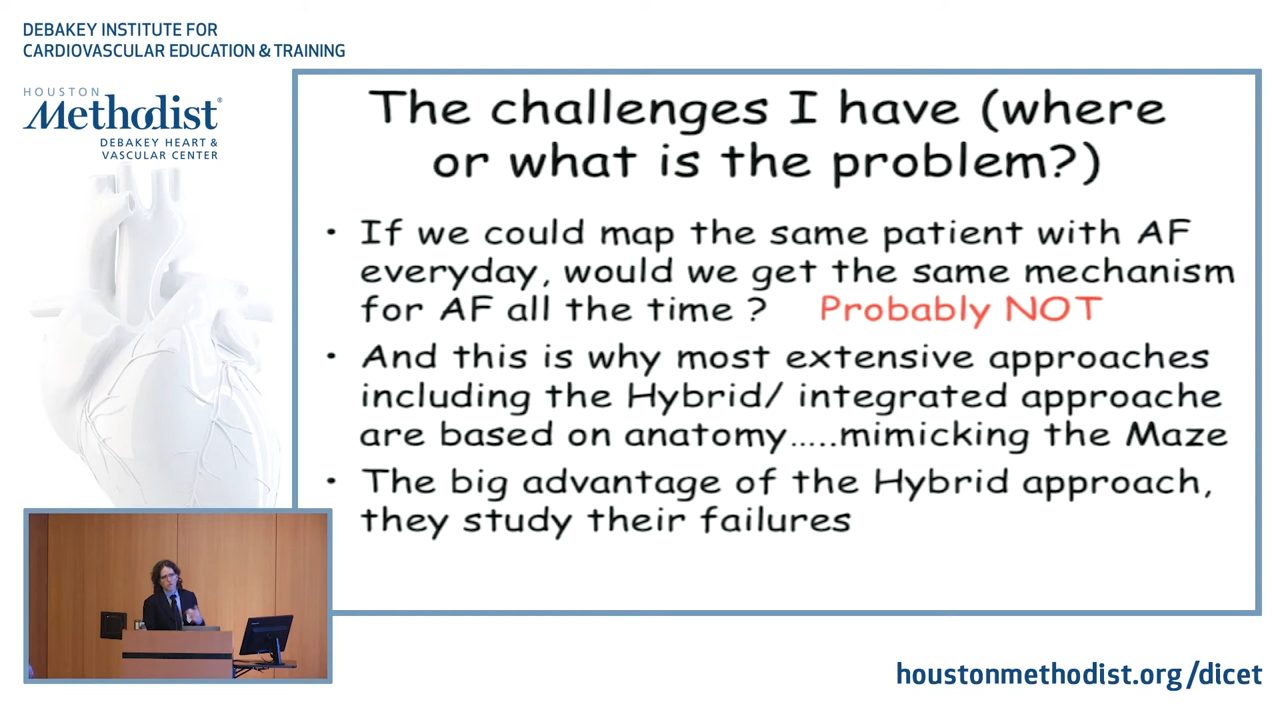 DEBAKEY INSTITUTE FOR
CARDIOVASCULAR EDUCATION & TRAINING
HOUSTON
Methodist®
DEBAKEY HEART &
VASCULAR CENTER
The challenges I have (where
or what is the problem?)
• If we could map the same patient with AF
everyday, would we get the same mechanism
for AF all the time ? Probably NOT
• And this is why most extensive approaches
including the Hybrid/ integrated approache
are based on anatomy.....mimicking the Maze
• The big advantage of the Hybrid approach,
they study their failures
houstonmethodist.org/dicet